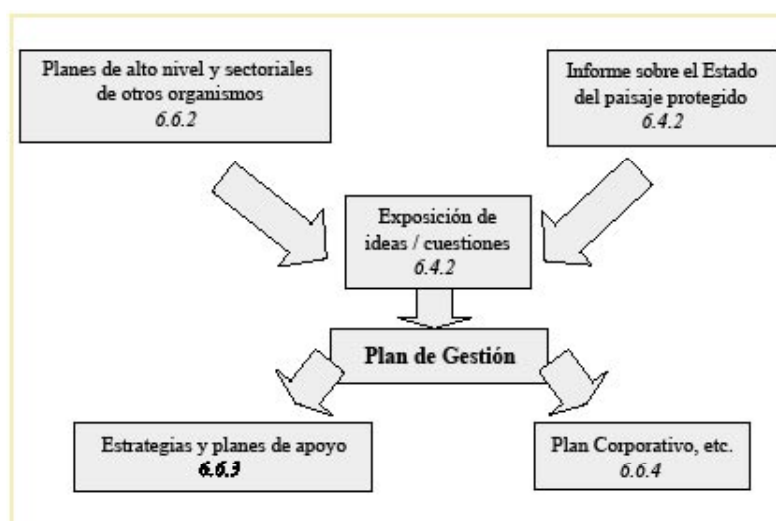 Planes de alto nivel y sectoriales
de otros organismos
6.6.2
Informe sobre el Estado
del paisaje protegido
6.4.2
Exposición de
ideas / cuestiones
6.4.2
Plan de Gestión
Estrategias y planes de apoyo
6.6.3
Plan Corporativo, etc.
6.6.4